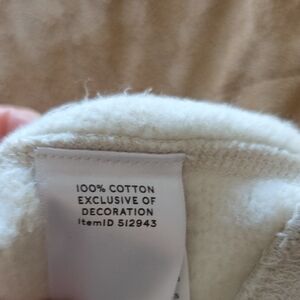 100% COTTON
EXCLUSIVE OF
DECORATION
ItemID 512943